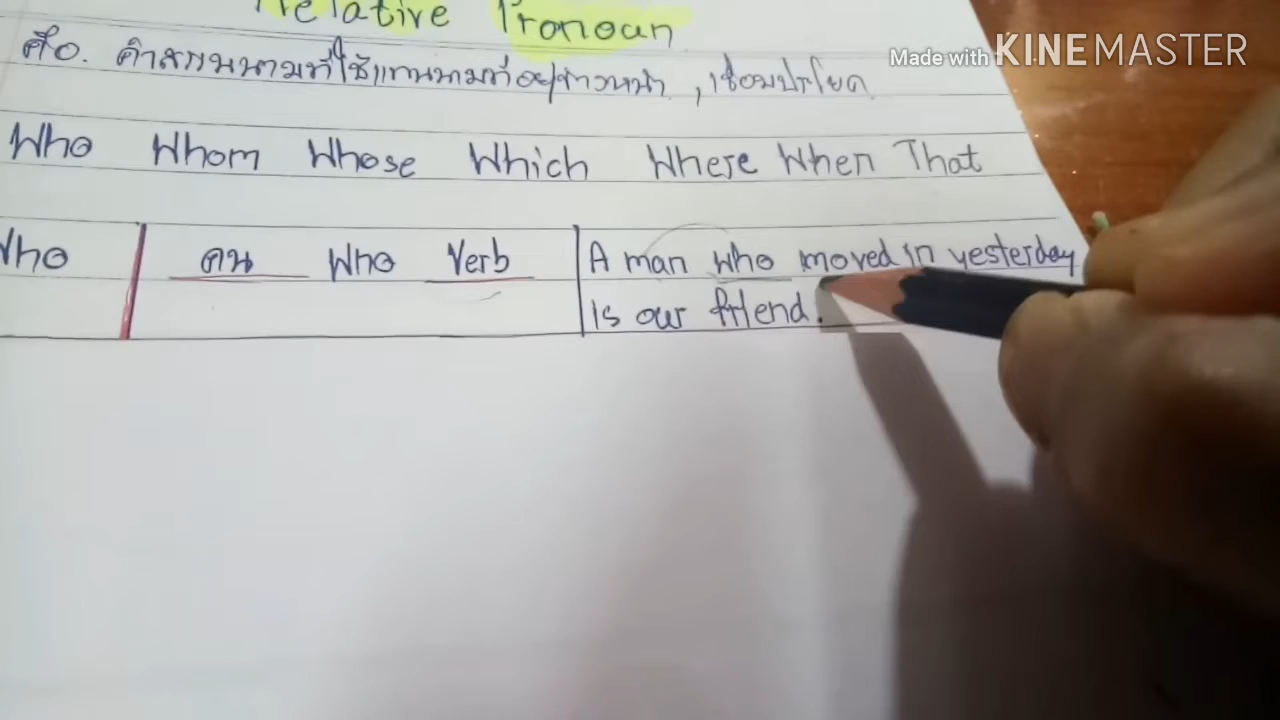 relative Pronoun
Made with KINEMASTER
คือ. คำสรรพนามที่ใช้แทนนามที่อยู่ข้างหน้า , เชื่อมประโยค
Who Whom Whose Which Where When That
Who คน Who Verb A man who moved in yesterday
is our friend.